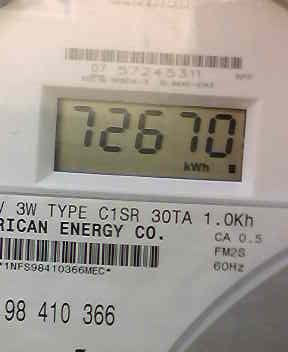 07 57245311
72670
kWh
V 3W TYPE C1SR 30TA 1.0Kh
RICAN ENERGY CO.
CA 0.5
FM2S
60Hz
*1NFS98410366MEC*
98 410 366